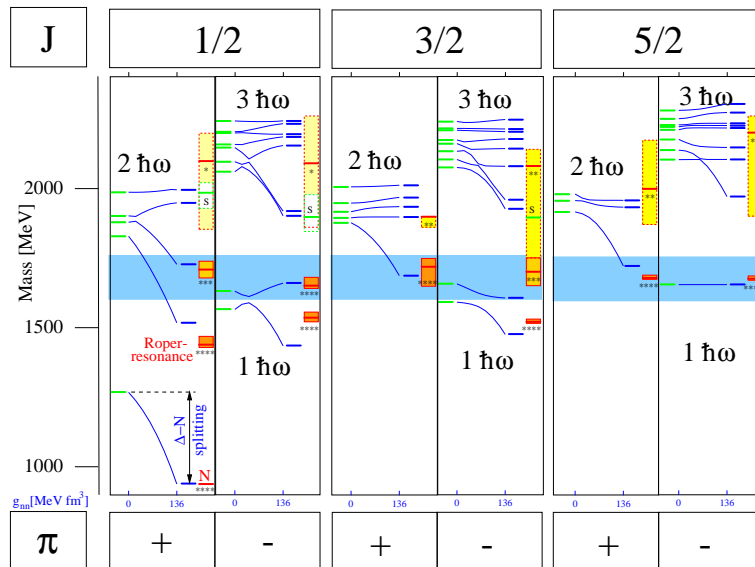 J 1/2 3/2 5/2
3 ħω 3 ħω 3 ħω
2 ħω 2 ħω 2 ħω
* * ** ** *
s s s
2000
Mass [MeV]
** 
*** **** **** *** **** ***
1500
Roper-
resonance
**** **** ****
1 ħω 1 ħω 1 ħω
Δ−N
splitting
N
****
1000
g_nn[MeV fm³]
0 136 0 136 0 136 0 136 0 136 0 136
π + - + - + -